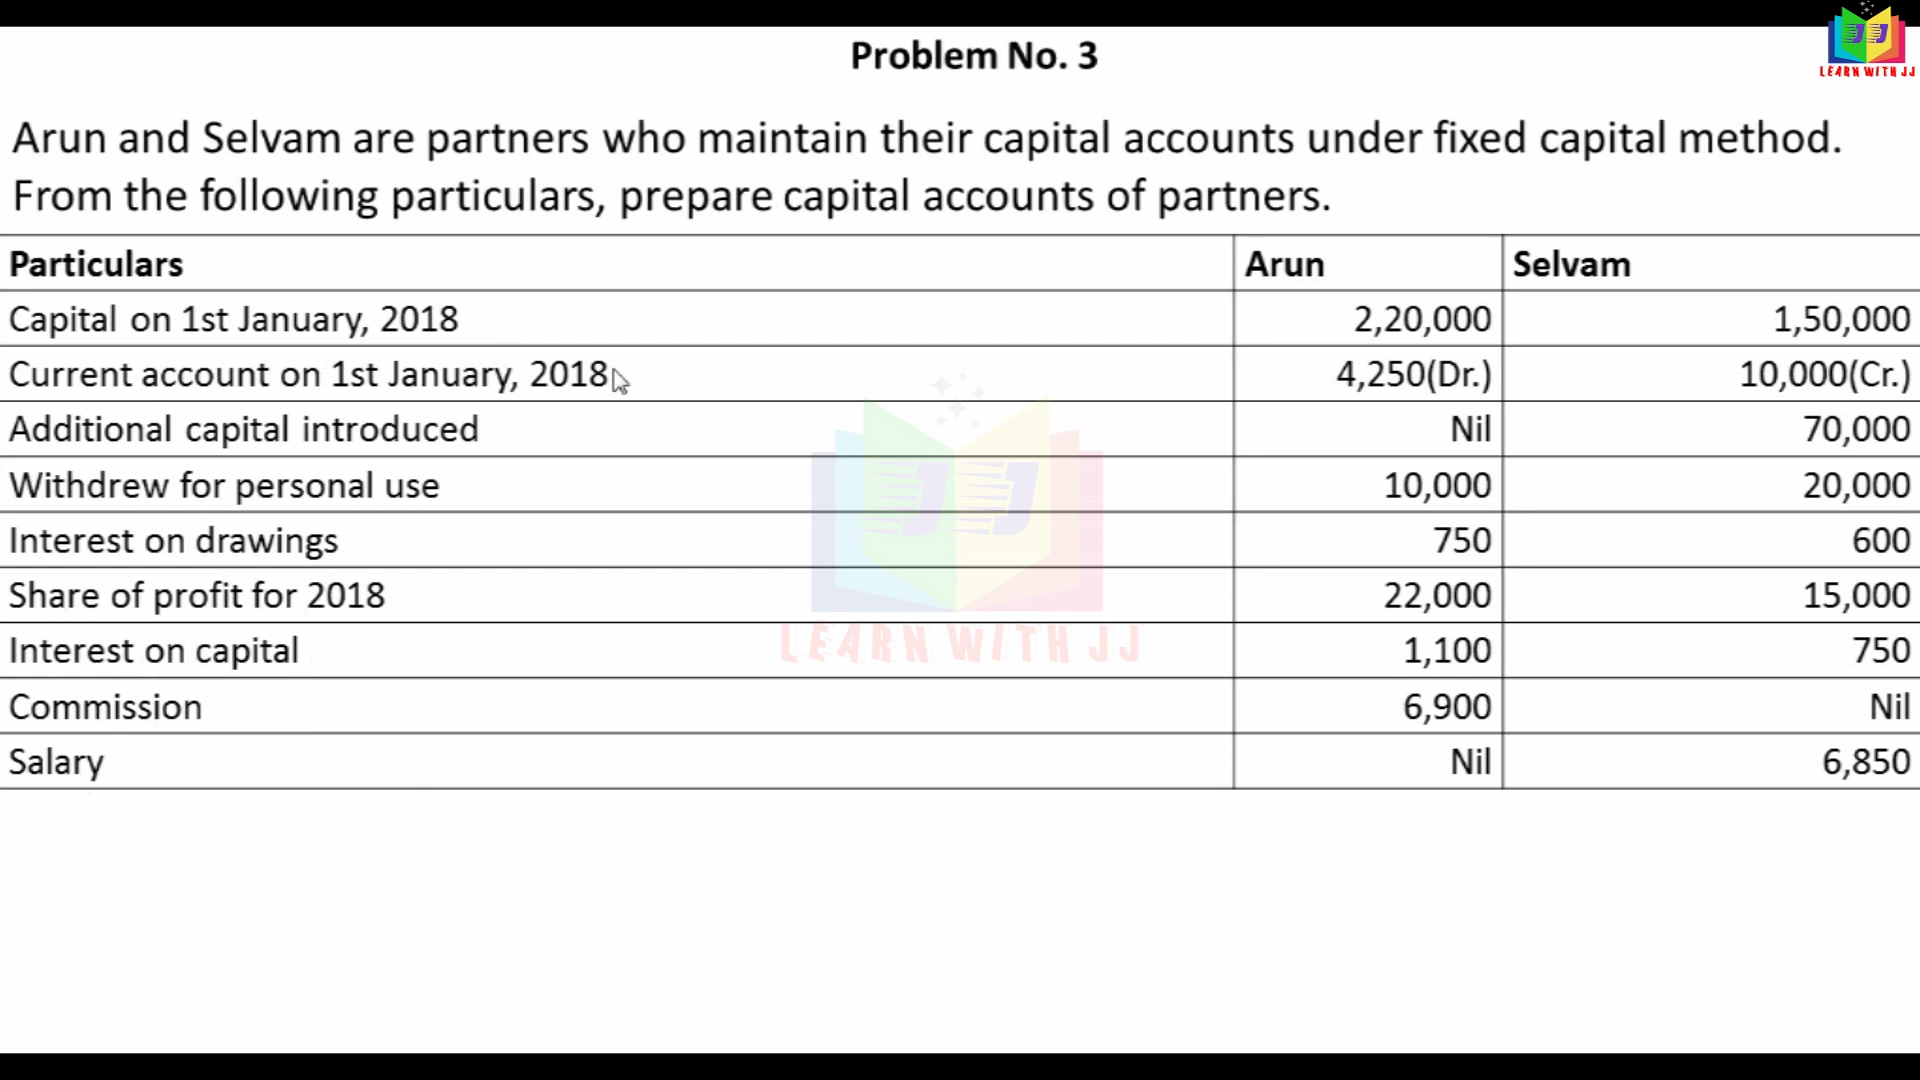 Problem No. 3
LEARN WITH JJ
Arun and Selvam are partners who maintain their capital accounts under fixed capital method.
From the following particulars, prepare capital accounts of partners.
Particulars Arun Selvam
Capital on 1st January, 2018 2,20,000 1,50,000
Current account on 1st January, 2018 4,250(Dr.) 10,000(Cr.)
Additional capital introduced Nil 70,000
Withdrew for personal use 10,000 20,000
Interest on drawings 750 600
Share of profit for 2018 22,000 15,000
Interest on capital 1,100 750
Commission 6,900 Nil
Salary Nil 6,850
JJ
LEARN WITH JJ